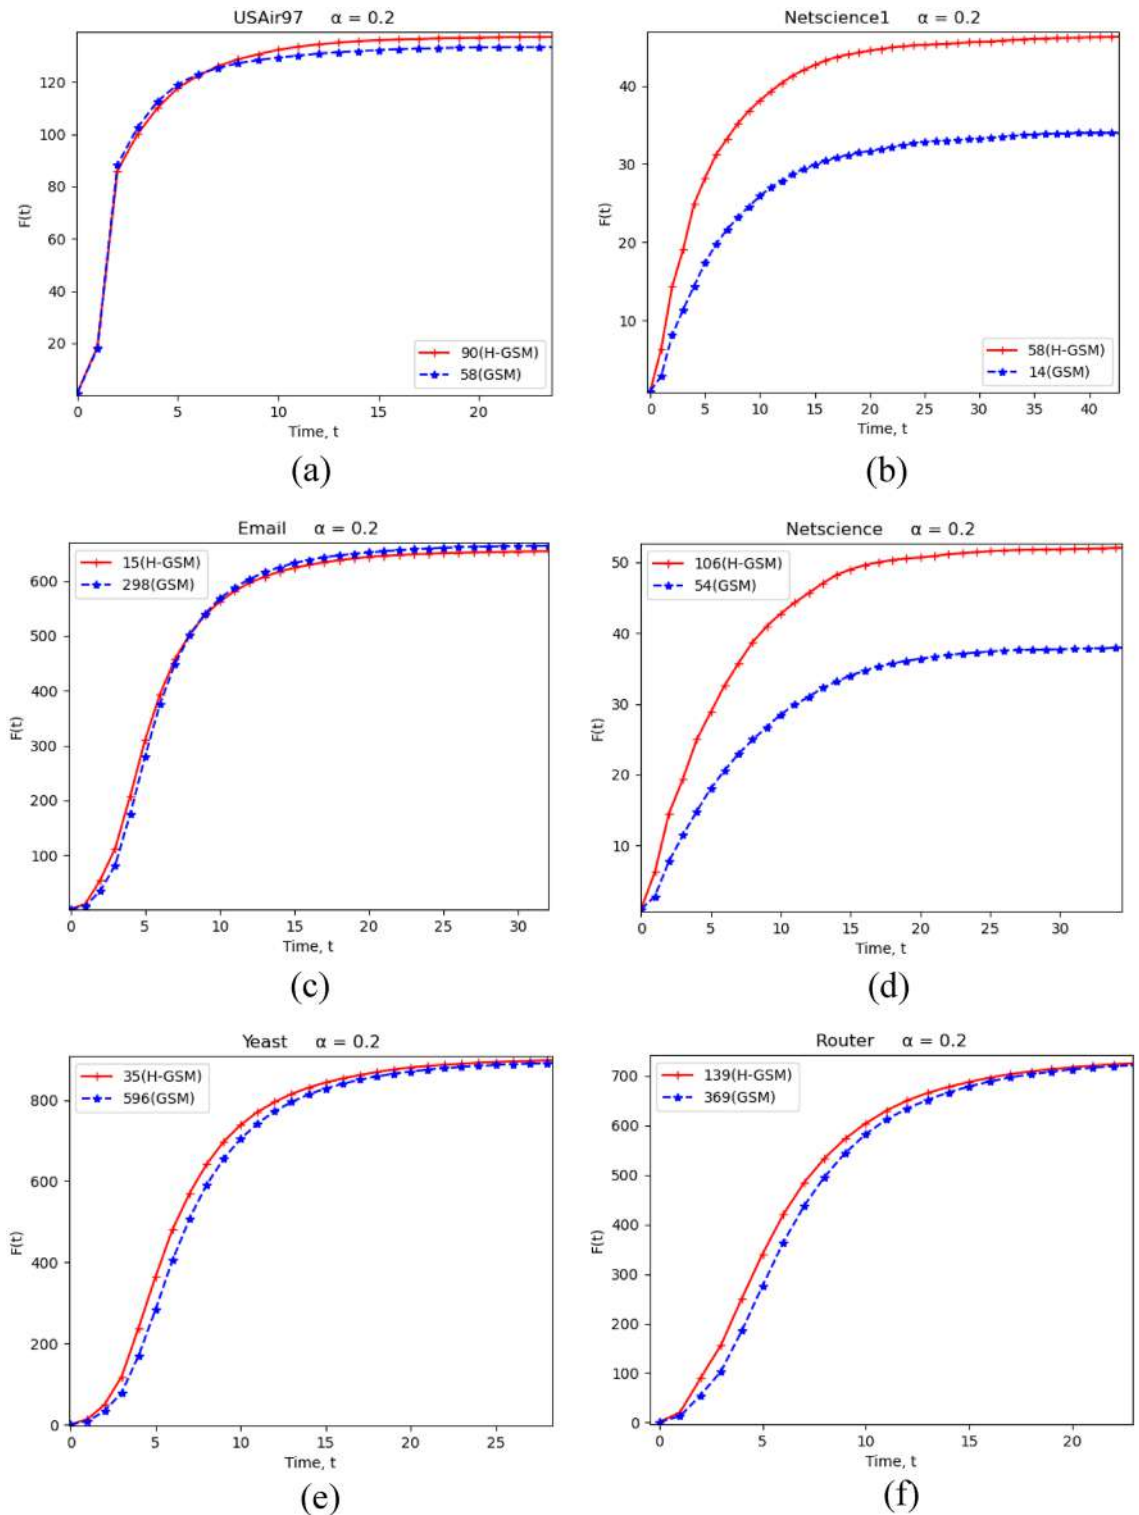 USAir97 α = 0.2
F(t)
120
100
80
60
40
20
90(H-GSM)
58(GSM)
0 5 10 15 20
Time, t
(a)
Netscience1 α = 0.2
F(t)
40
30
20
10
58(H-GSM)
14(GSM)
0 5 10 15 20 25 30 35 40
Time, t
(b)
Email α = 0.2
15(H-GSM)
298(GSM)
F(t)
600
500
400
300
200
100
0 5 10 15 20 25 30
Time, t
(c)
Netscience α = 0.2
106(H-GSM)
54(GSM)
F(t)
50
40
30
20
10
0 5 10 15 20 25 30
Time, t
(d)
Yeast α = 0.2
35(H-GSM)
596(GSM)
F(t)
800
600
400
200
0
0 5 10 15 20 25
Time, t
(e)
Router α = 0.2
139(H-GSM)
369(GSM)
F(t)
700
600
500
400
300
200
100
0
0 5 10 15 20
Time, t
(f)